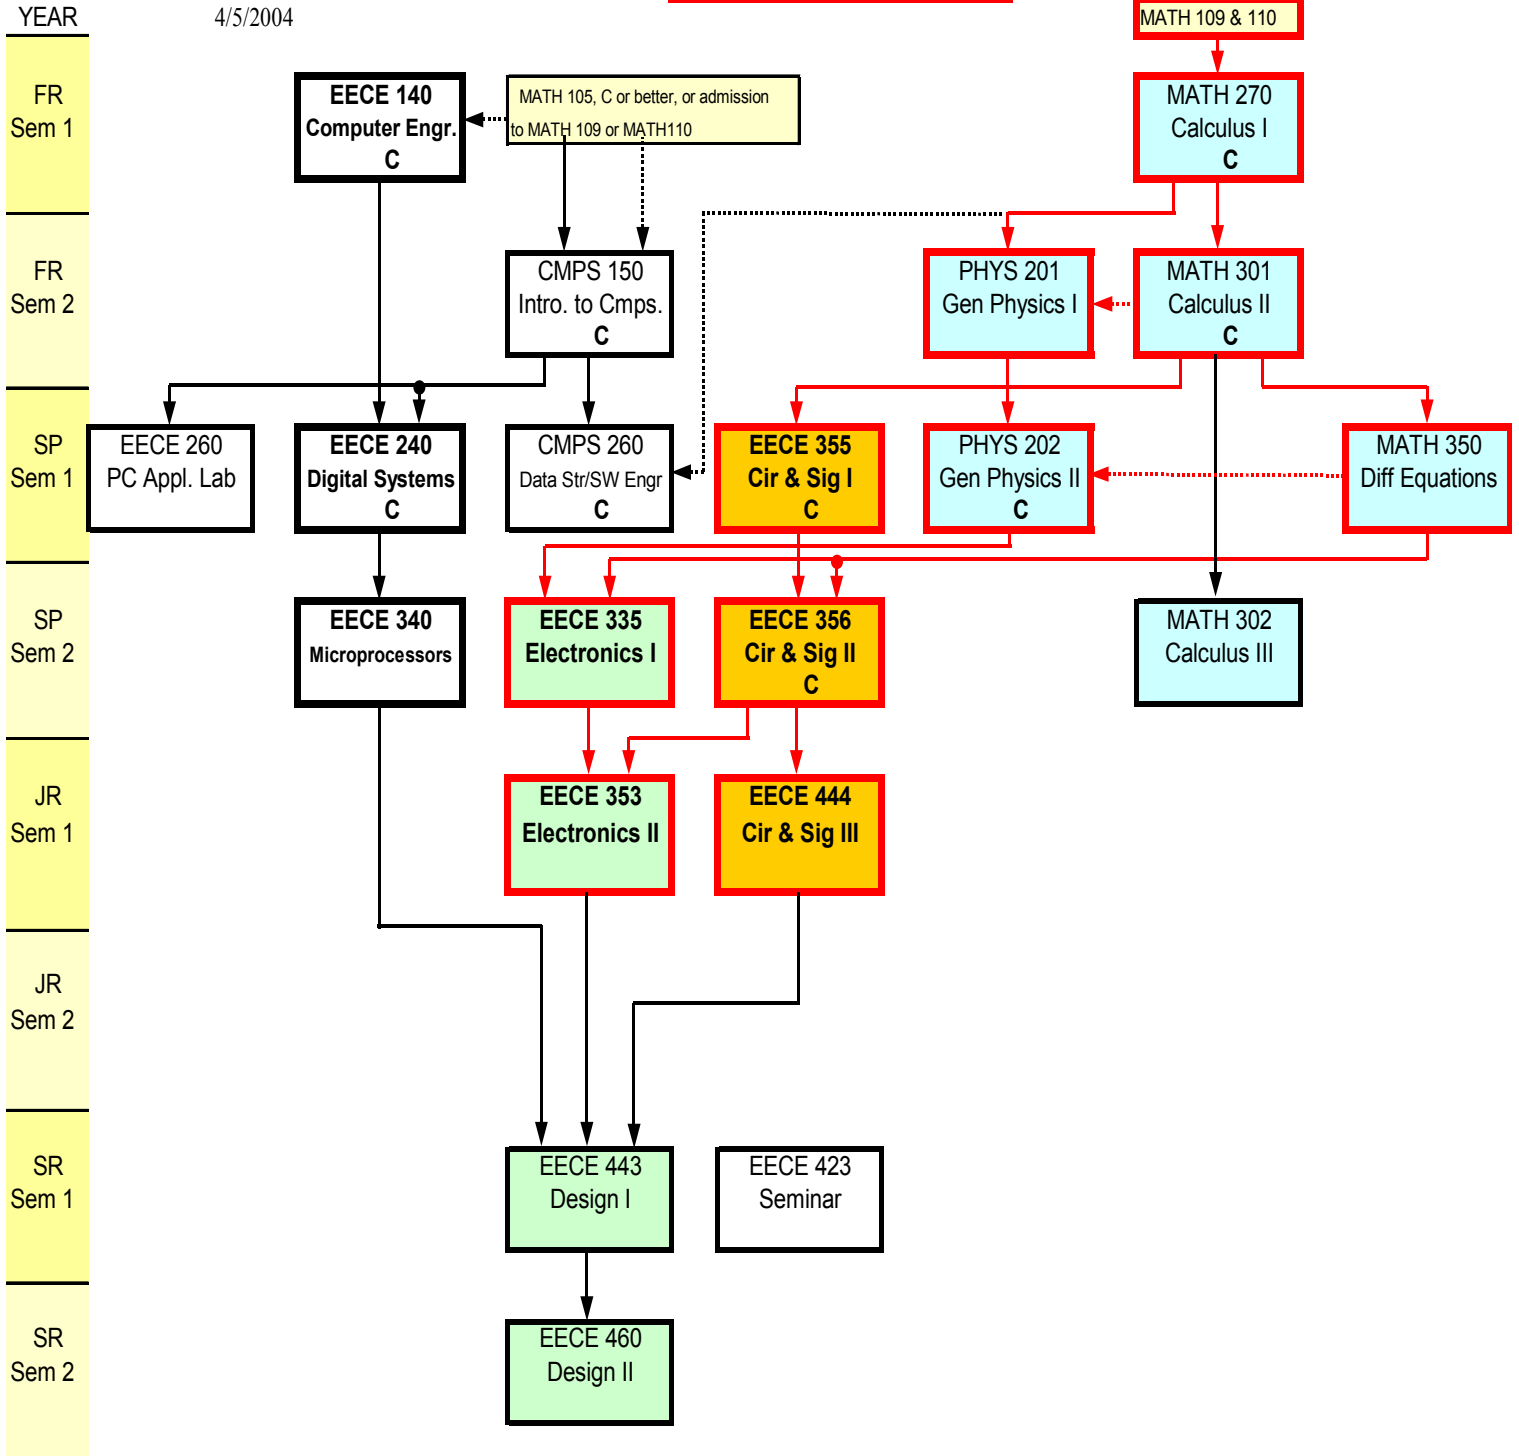 YEAR
4/5/2004
MATH 109 & 110
FR
Sem 1
EECE 140
Computer Engr.
C
MATH 105, C or better, or admission
to MATH 109 or MATH110
MATH 270
Calculus I
C
FR
Sem 2
CMPS 150
Intro. to Cmps.
C
PHYS 201
Gen Physics I
MATH 301
Calculus II
C
SP
Sem 1
EECE 260
PC Appl. Lab
EECE 240
Digital Systems
C
CMPS 260
Data Str/SW Engr
C
EECE 355
Cir & Sig I
C
PHYS 202
Gen Physics II
C
MATH 350
Diff Equations
SP
Sem 2
EECE 340
Microprocessors
EECE 335
Electronics I
EECE 356
Cir & Sig II
C
MATH 302
Calculus III
JR
Sem 1
EECE 353
Electronics II
EECE 444
Cir & Sig III
JR
Sem 2
SR
Sem 1
EECE 443
Design I
EECE 423
Seminar
SR
Sem 2
EECE 460
Design II